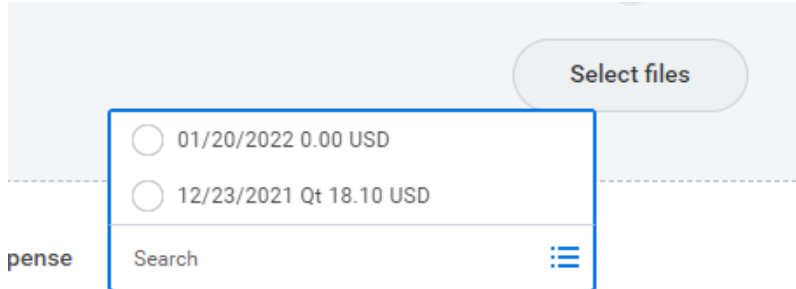 Select files
01/20/2022 0.00 USD
12/23/2021 Qt 18.10 USD
pense Search